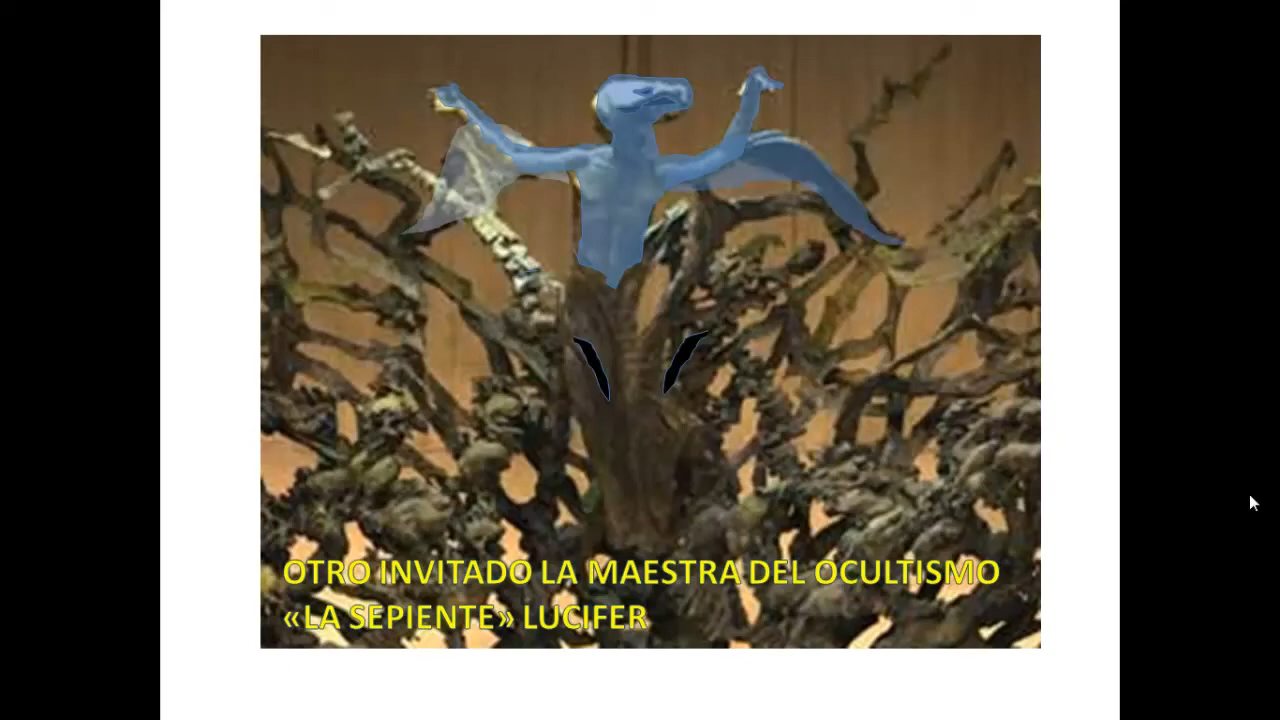 OTRO INVITADO LA MAESTRA DEL OCULTISMO
«LA SEPIENTE» LUCIFER